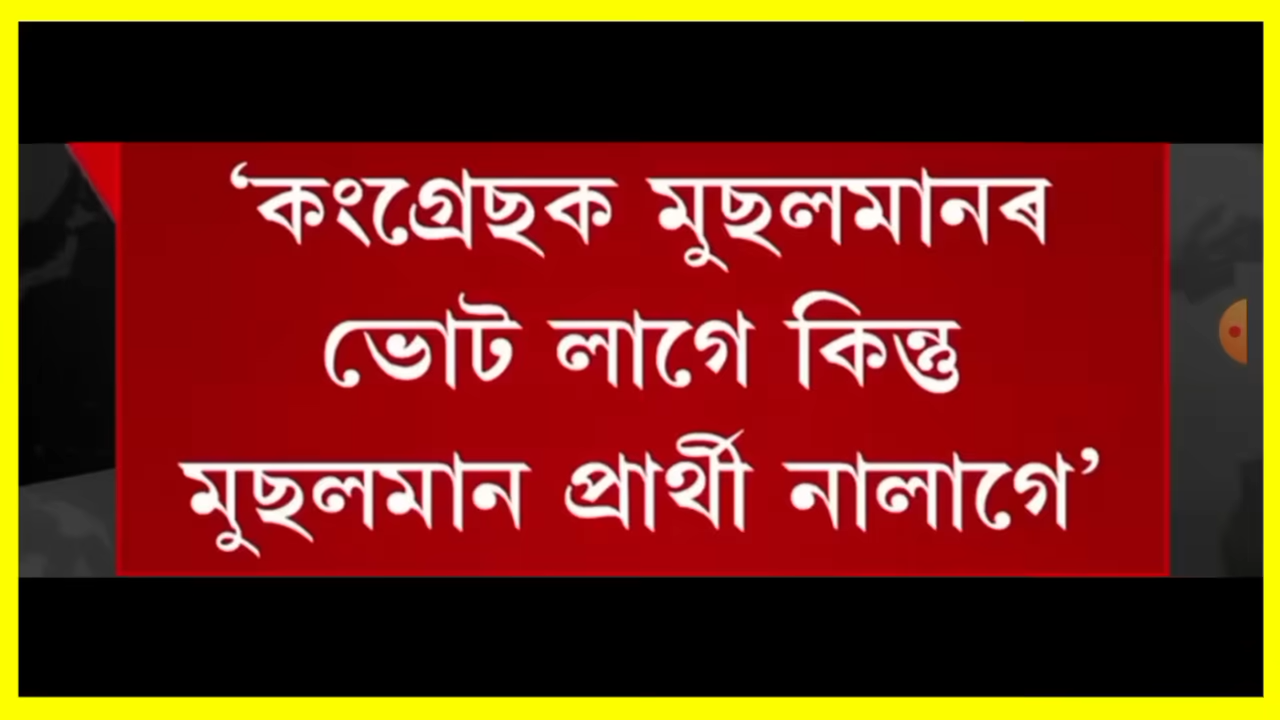 ‘কংগ্ৰেছক মুছলমানৰ
ভোট লাগে কিন্তু
মুছলমান প্ৰাৰ্থী নালাগে’